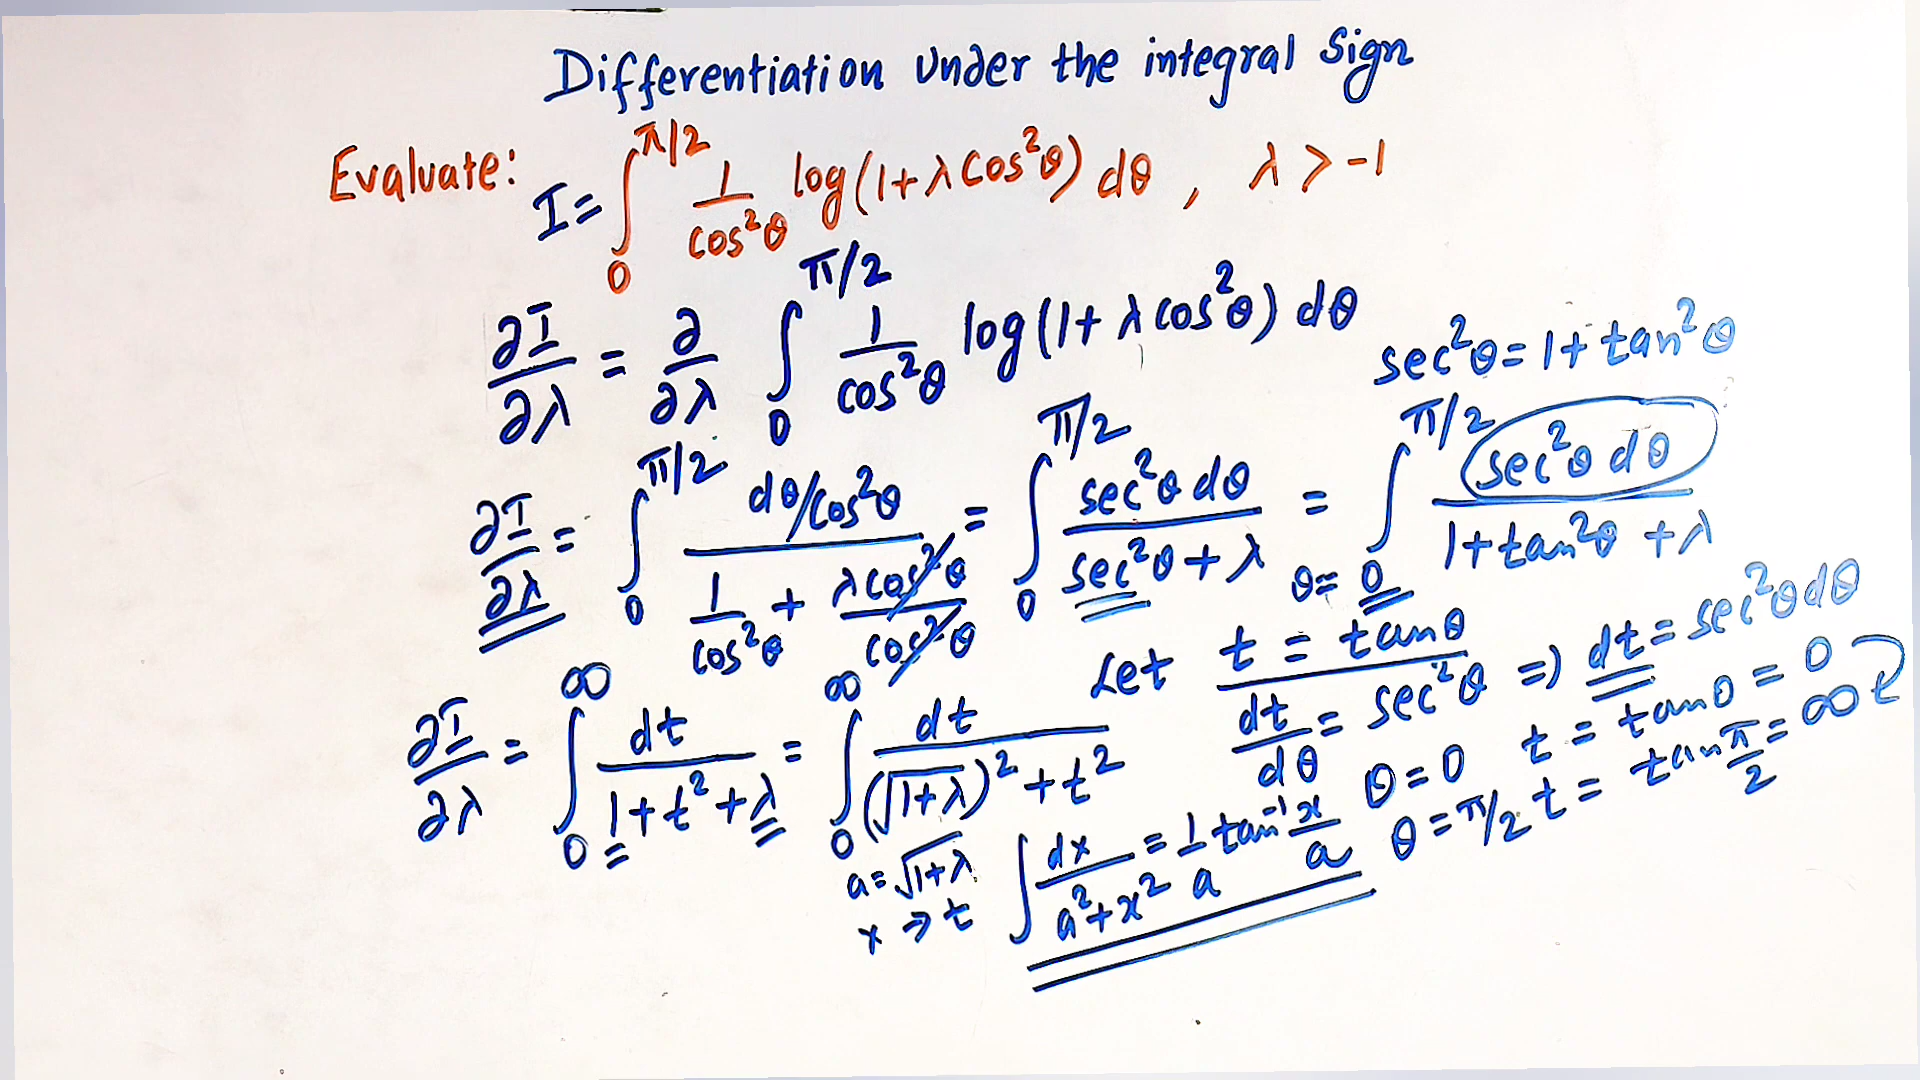 Differentiation Under the integral Sign
Evaluate: I = ∫₀^{π/2} 1/cos²θ log(1+λcos²θ) dθ , λ > -1
∂I/∂λ = ∂/∂λ ∫₀^{π/2} 1/cos²θ log(1+λcos²θ) dθ
sec²θ = 1+tan²θ
∂I/∂λ = ∫₀^{π/2} (dθ/cos²θ)/(1/cos²θ + λcos²θ/cos²θ) = ∫₀^{π/2} sec²θ dθ/(sec²θ+λ) = ∫_{θ=0}^{π/2} sec²θ dθ/(1+tan²θ+λ)
Let t = tanθ
dt/dθ = sec²θ ⇒ dt = sec²θdθ
∂I/∂λ = ∫₀^∞ dt/(1+t²+λ) = ∫₀^∞ dt/((√(1+λ))²+t²)
θ=0 t = tan0 = 0
θ=π/2 t = tan π/2 = ∞
a=√(1+λ)
x→t
∫ dx/(a²+x²) = 1/a tan⁻¹ x/a